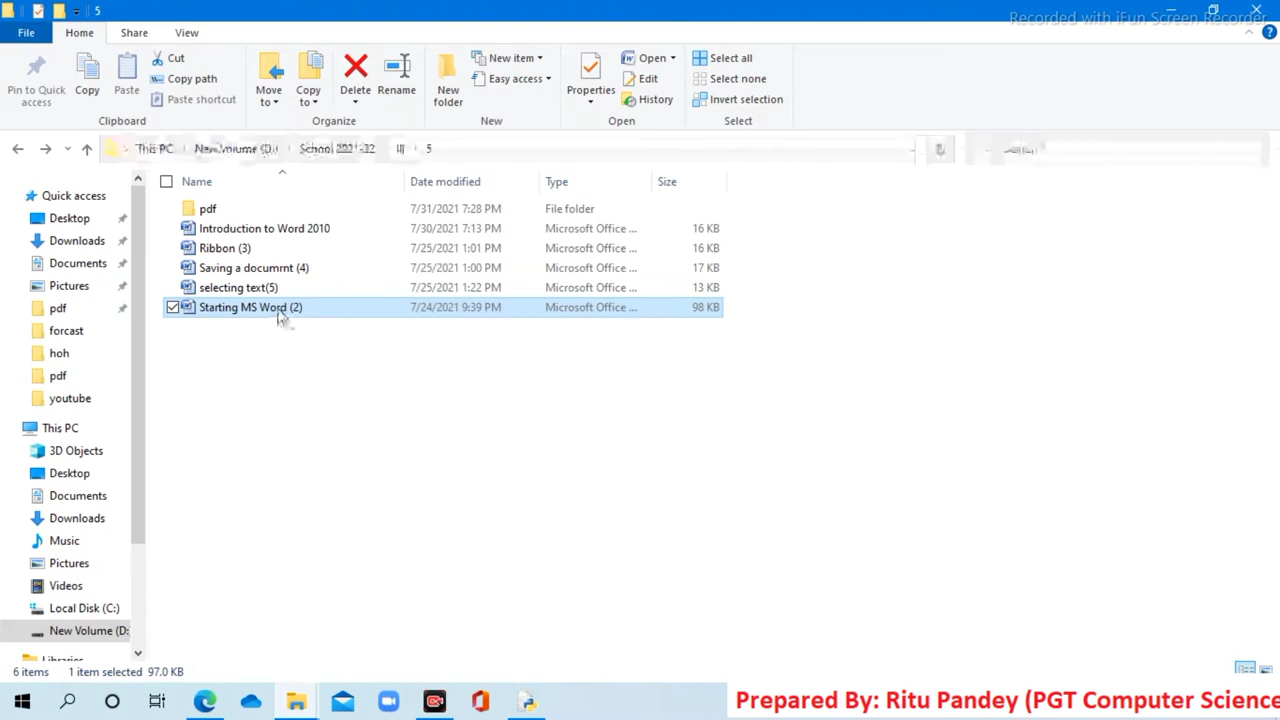 5
Recorded with iFun Screen Recorder
File Home Share View
Pin to Quick access
Copy
Paste
Cut
Copy path
Paste shortcut
Clipboard
Move to
Copy to
Delete
Rename
Organize
New folder
New item
Easy access
New
Properties
Open
Edit
History
Open
Select all
Select none
Invert selection
Select
This PC New Volume (D:) School 2021-22 5
Name Date modified Type Size
pdf 7/31/2021 7:28 PM File folder
Introduction to Word 2010 7/30/2021 7:13 PM Microsoft Office ... 16 KB
Ribbon (3) 7/25/2021 1:01 PM Microsoft Office ... 16 KB
Saving a documrnt (4) 7/25/2021 1:00 PM Microsoft Office ... 17 KB
selecting text(5) 7/25/2021 1:22 PM Microsoft Office ... 13 KB
Starting MS Word (2) 7/24/2021 9:39 PM Microsoft Office ... 98 KB
Quick access
Desktop
Downloads
Documents
Pictures
pdf
forcast
hoh
pdf
youtube
This PC
3D Objects
Desktop
Documents
Downloads
Music
Pictures
Videos
Local Disk (C:)
New Volume (D:
Libraries
6 items 1 item selected 97.0 KB
Prepared By: Ritu Pandey (PGT Computer Science